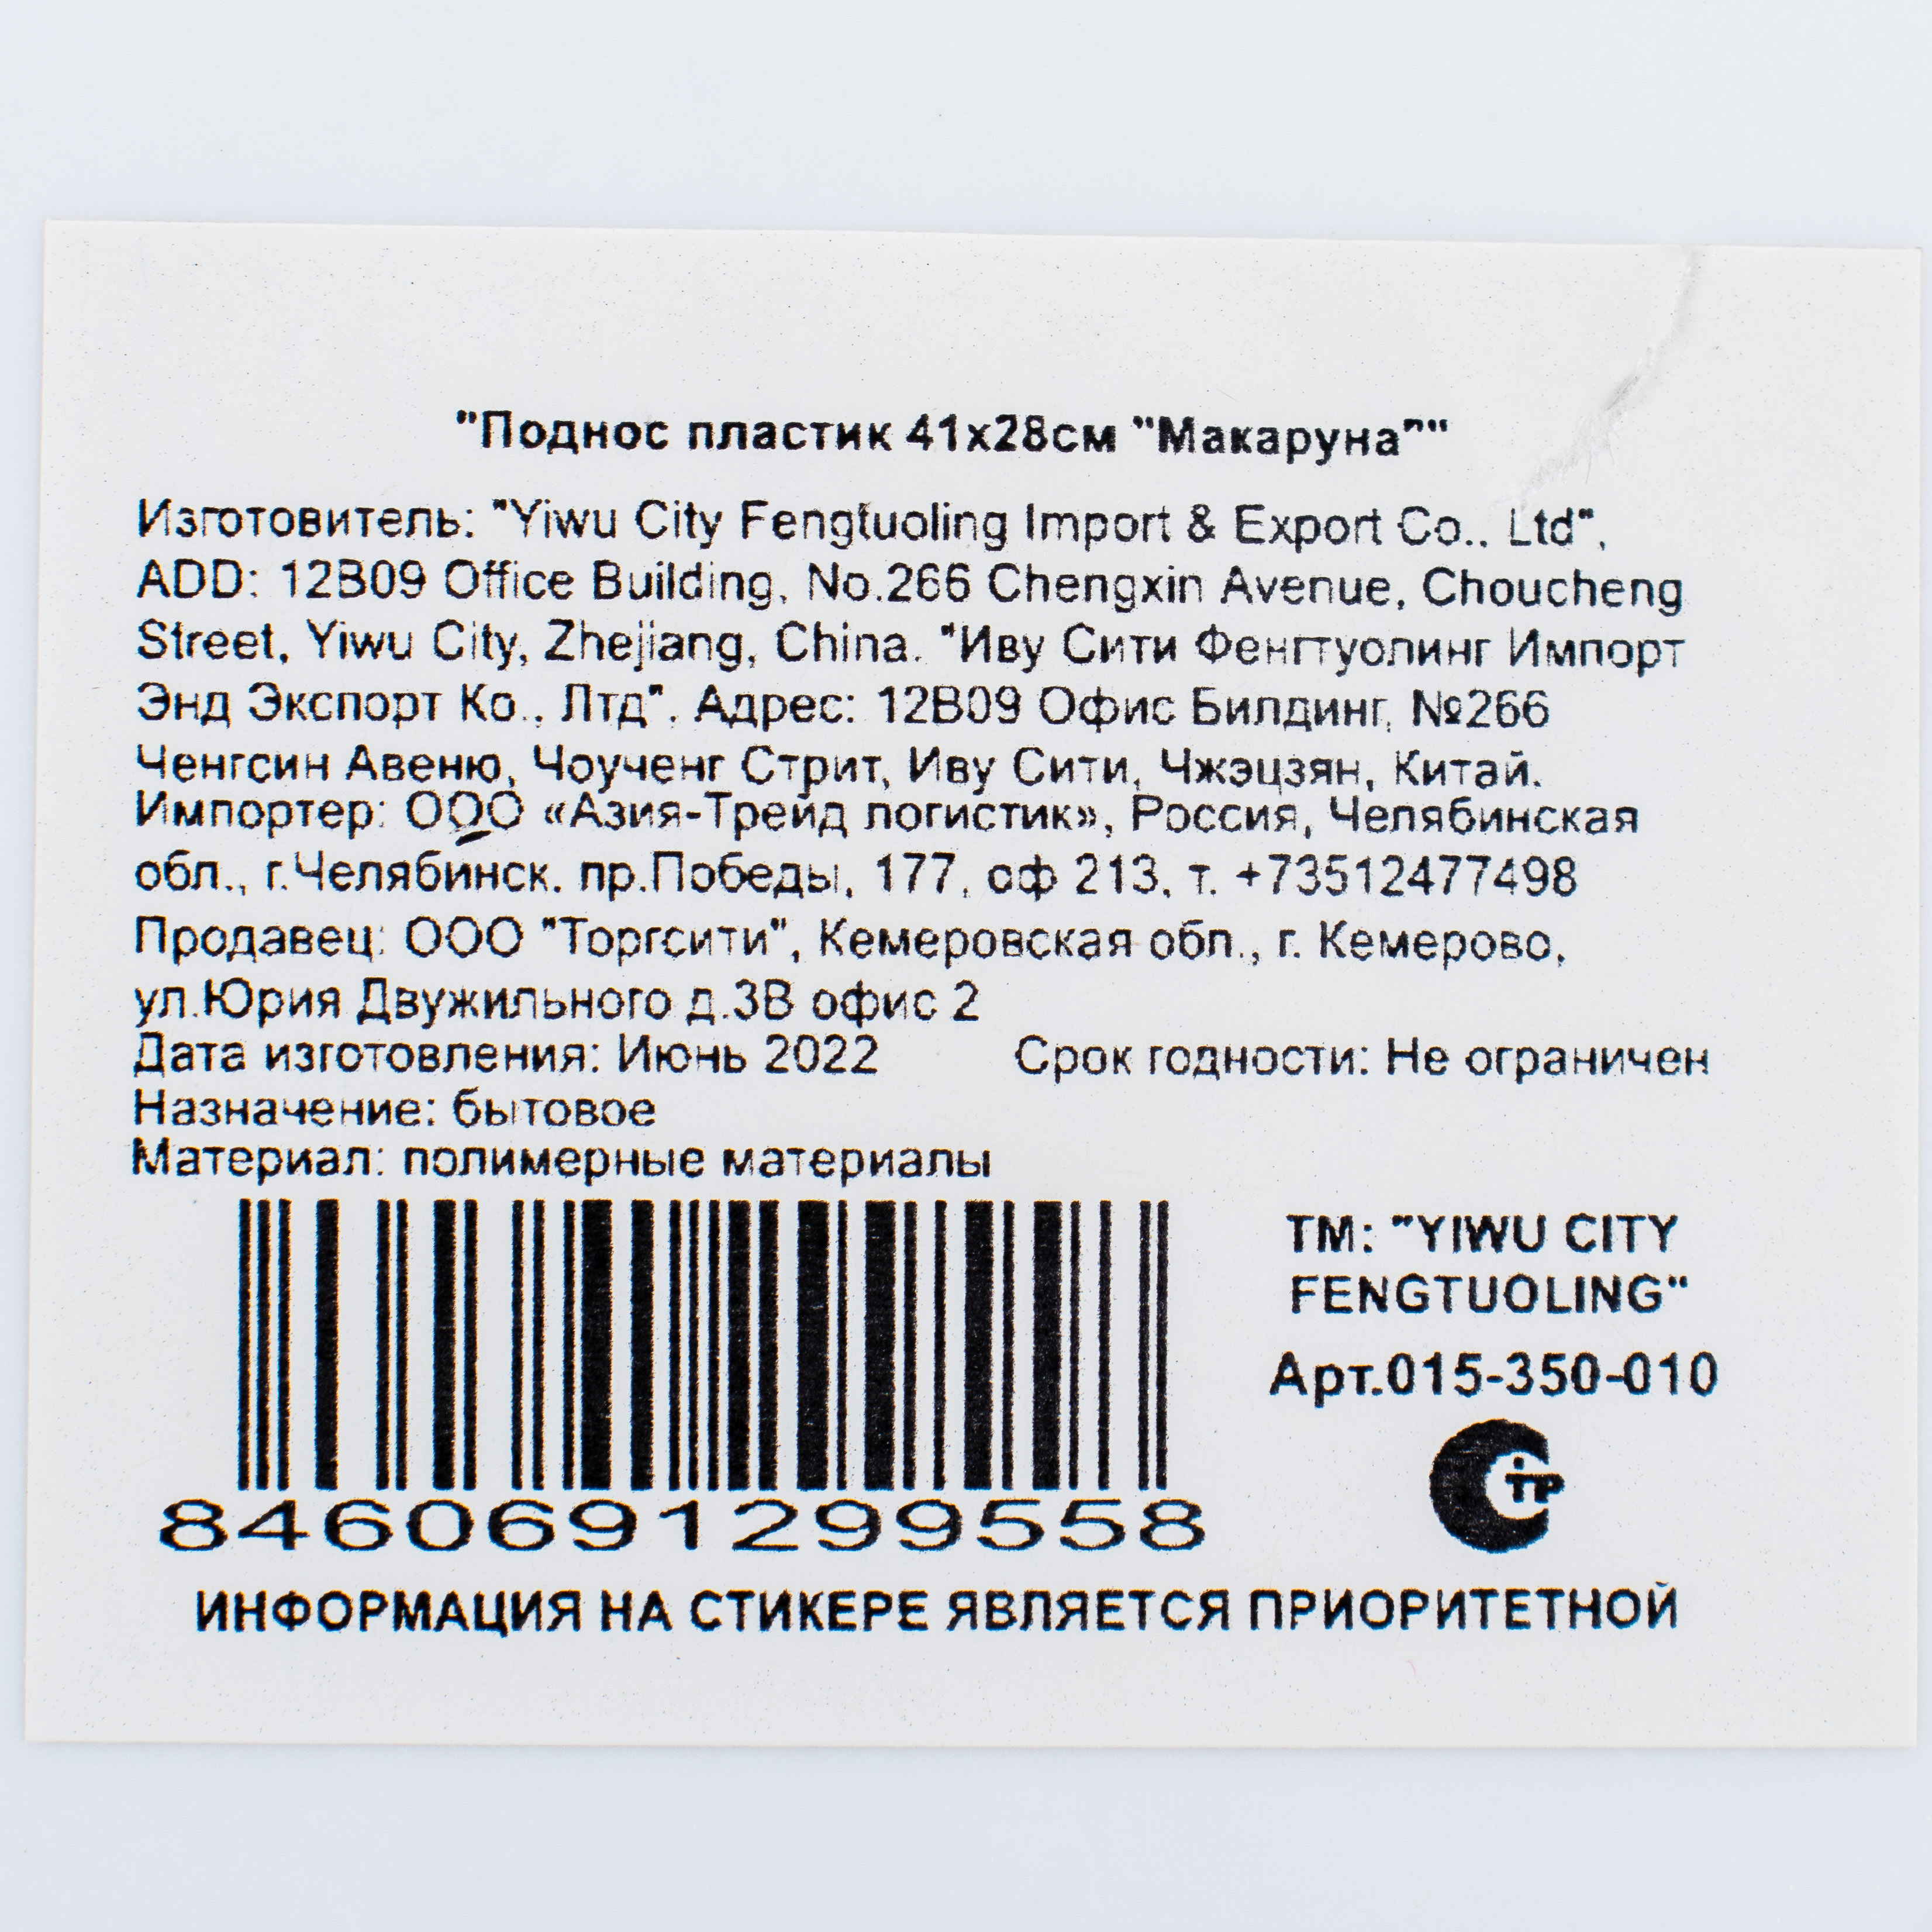 "Поднос пластик 41х28см "Макаруна""
Изготовитель: "Yiwu City Fengtuoling Import & Export Co., Ltd",
ADD: 12B09 Office Building, No.266 Chengxin Avenue, Choucheng
Street, Yiwu City, Zhejiang, China. "Иву Сити Фенгтуолинг Импорт
Энд Экспорт Ко., Лтд". Адрес: 12В09 Офис Билдинг, №266
Ченгсин Авеню, Чоученг Стрит, Иву Сити, Чжэцзян, Китай.
Импортер: ООО «Азия-Трейд логистик», Россия, Челябинская
обл., г.Челябинск. пр.Победы, 177, оф 213, т. +73512477498
Продавец: ООО "Торгсити", Кемеровская обл., г. Кемерово,
ул.Юрия Двужильного д.3В офис 2
Дата изготовления: Июнь 2022 Срок годности: Не ограничен
Назначение: бытовое
Материал: полимерные материалы
ТМ: "YIWU CITY
FENGTUOLING"
Арт.015-350-010
8460691299558
ИНФОРМАЦИЯ НА СТИКЕРЕ ЯВЛЯЕТСЯ ПРИОРИТЕТНОЙ